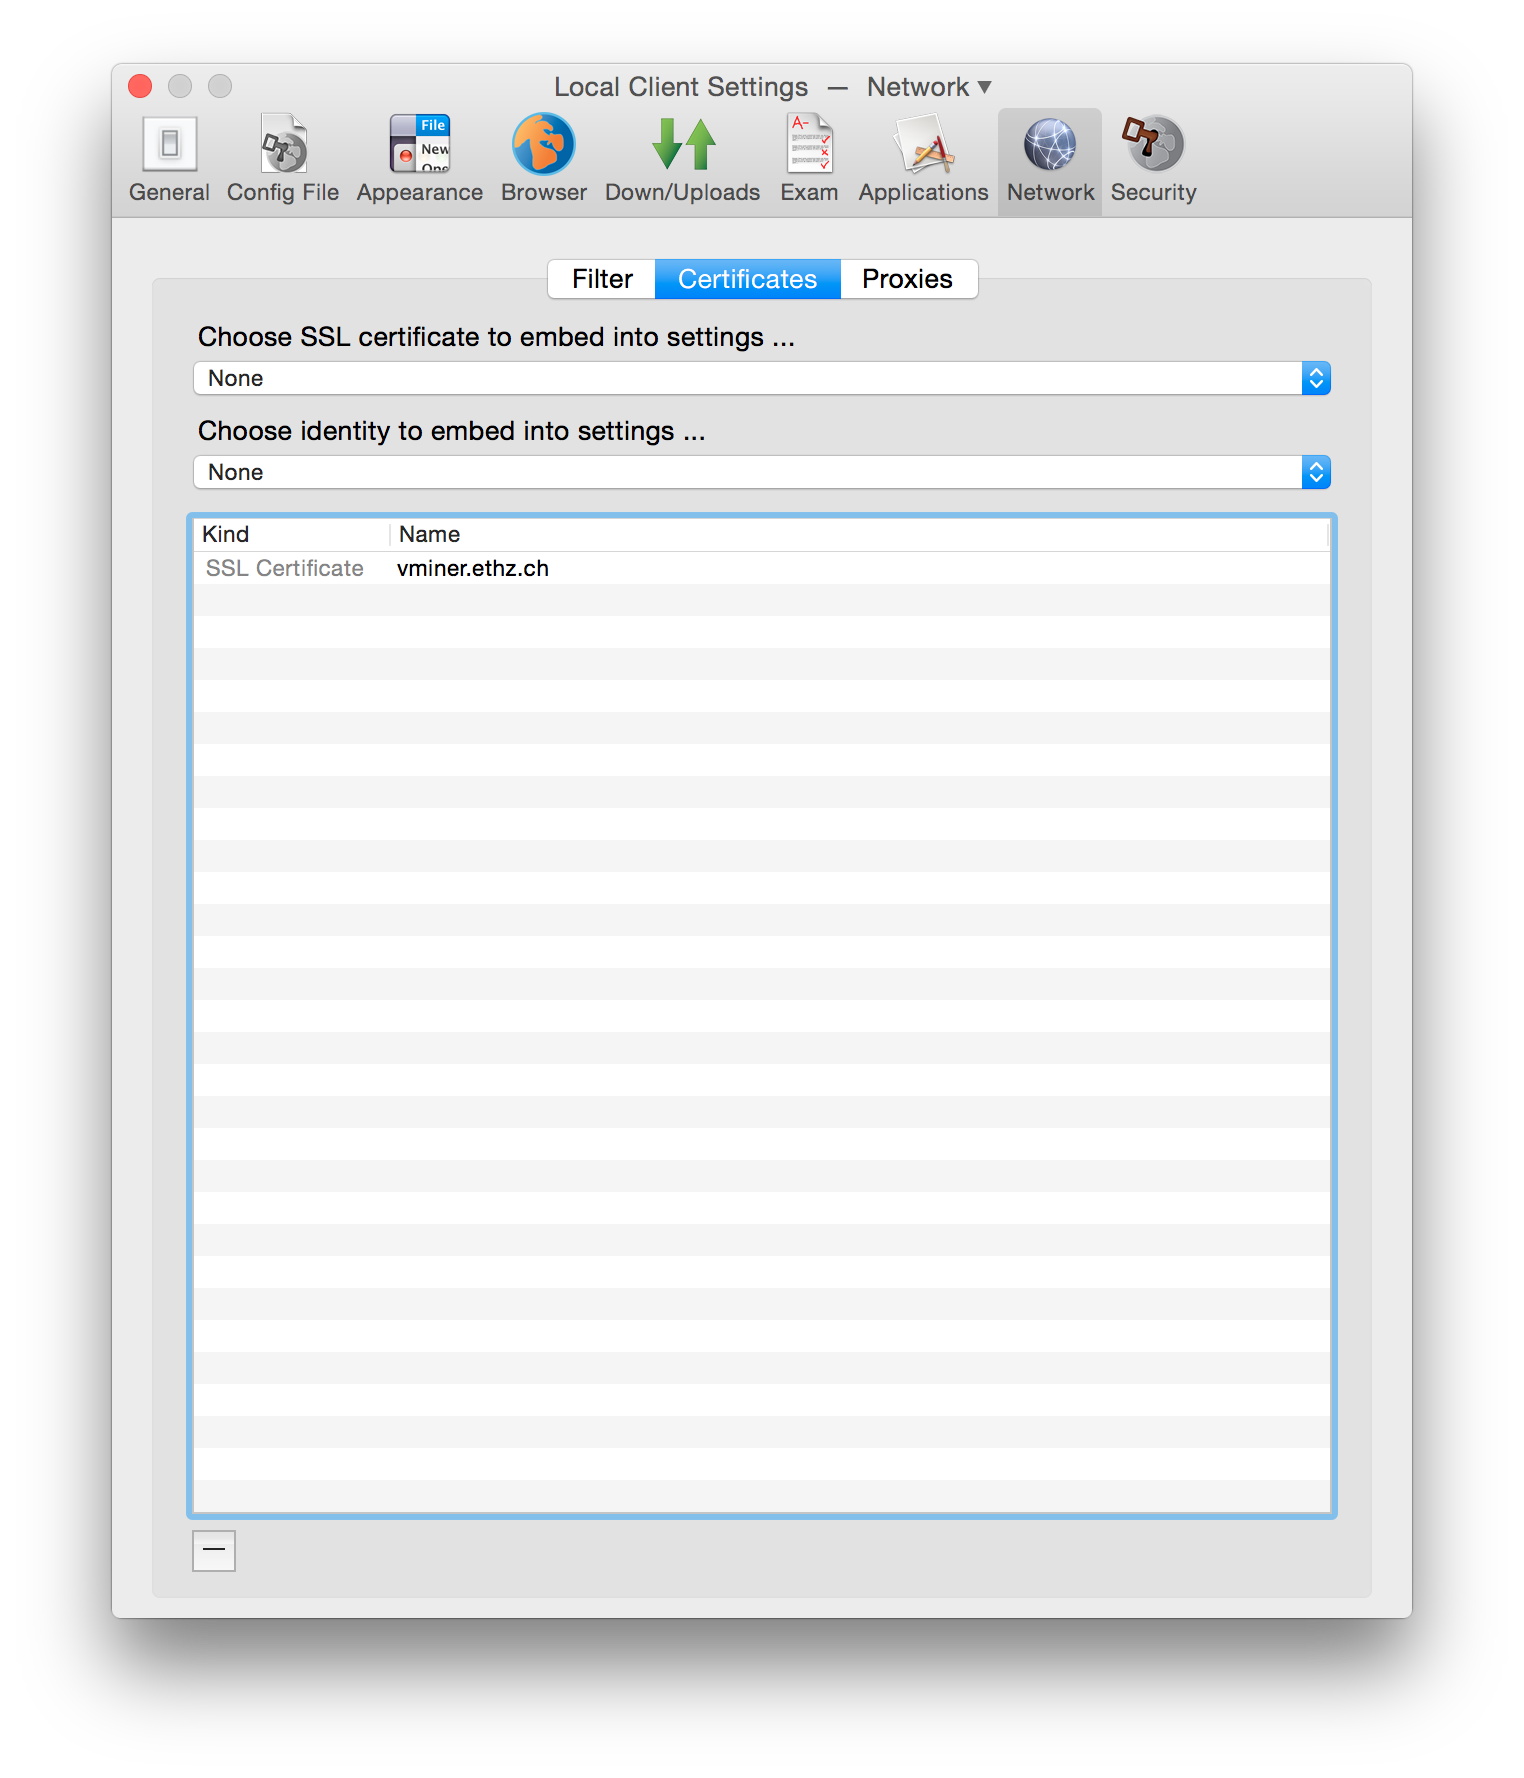 Local Client Settings — Network ▾
File
New
General Config File Appearance Browser Down/Uploads Exam Applications Network Security
Filter Certificates Proxies
Choose SSL certificate to embed into settings ...
None
Choose identity to embed into settings ...
None
Kind Name
SSL Certificate vminer.ethz.ch